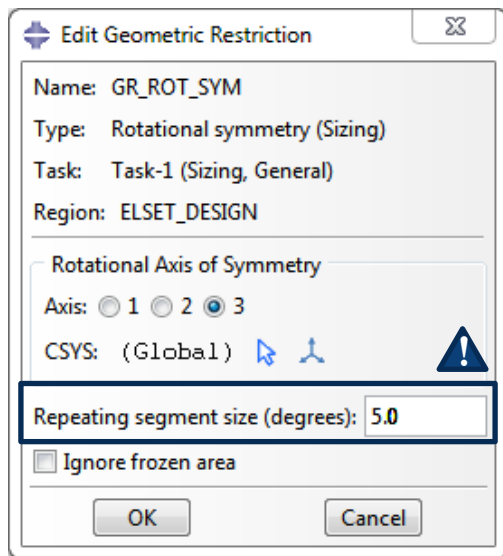 Edit Geometric Restriction
Name: GR_ROT_SYM
Type: Rotational symmetry (Sizing)
Task: Task-1 (Sizing, General)
Region: ELSET_DESIGN
Rotational Axis of Symmetry
Axis: 1 2 3
CSYS: (Global)
Repeating segment size (degrees): 5.0
Ignore frozen area
OK Cancel